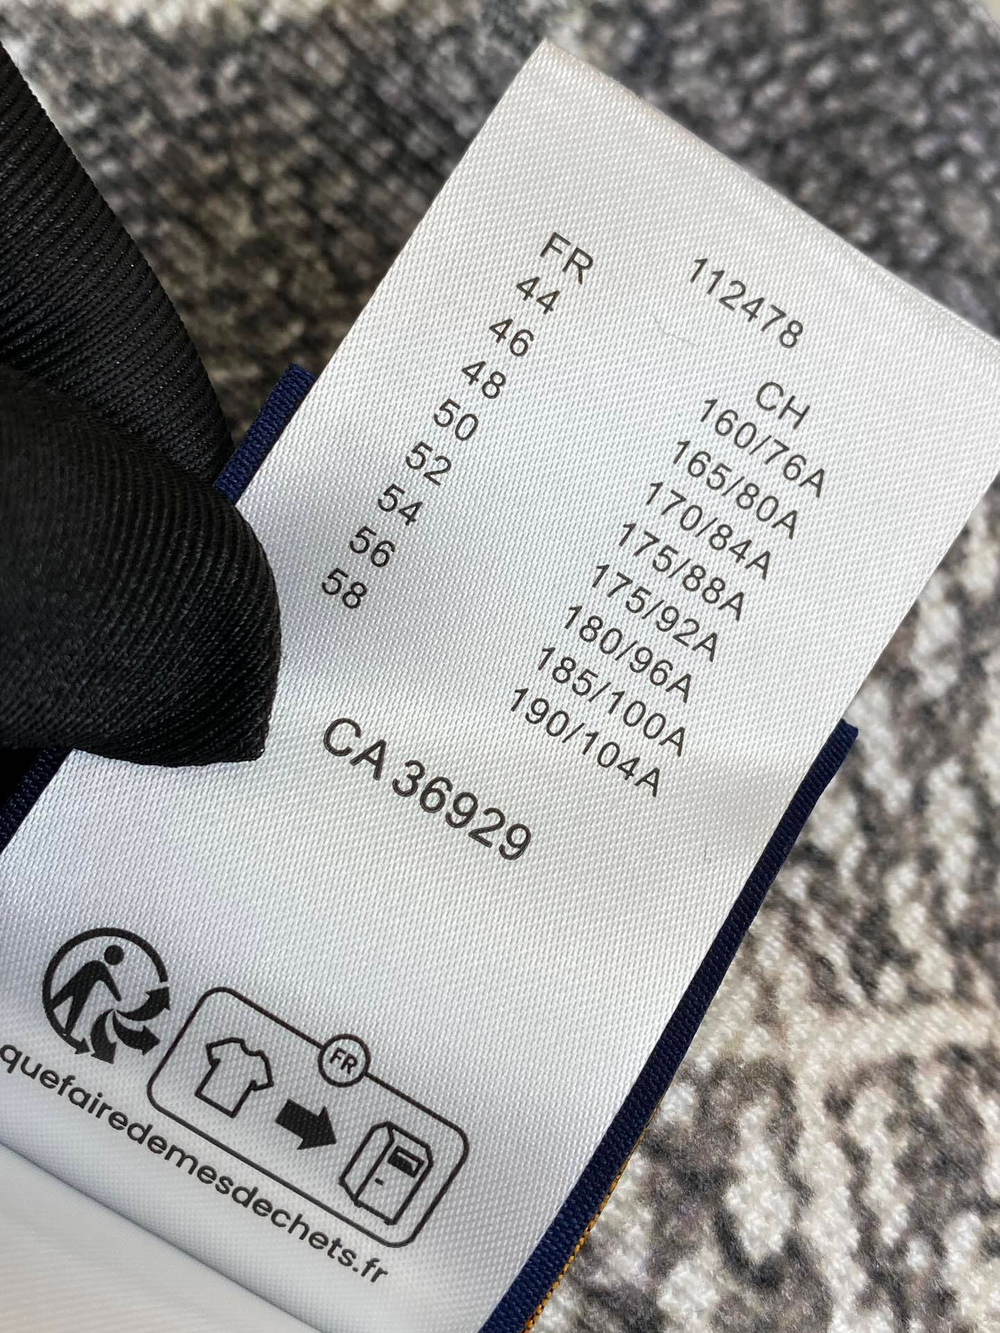 112478
FR CH
44 160/76A
46 165/80A
48 170/84A
50 175/88A
52 175/92A
54 180/96A
56 185/100A
58 190/104A
CA 36929
FR
quefairedemesdechets.fr